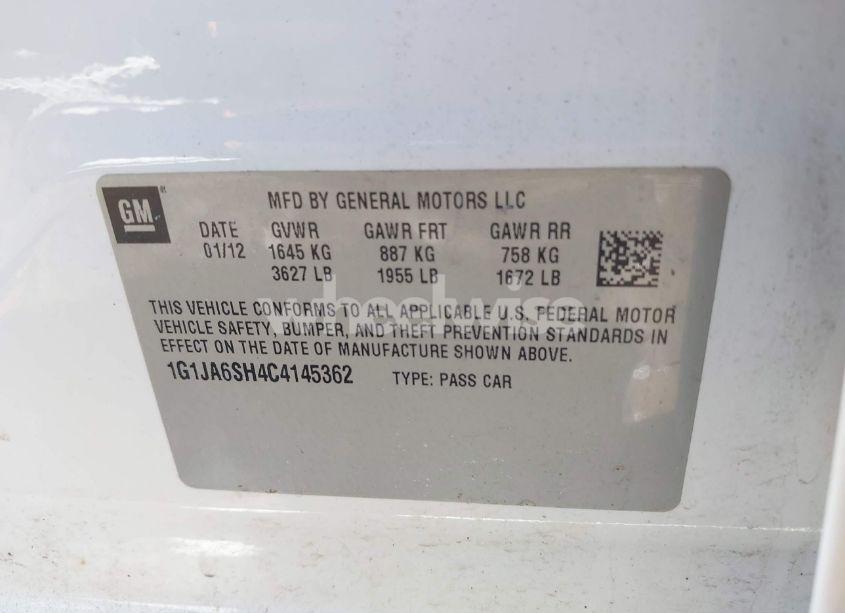 GM
MFD BY GENERAL MOTORS LLC
DATE GVWR GAWR FRT GAWR RR
01/12 1645 KG 887 KG 758 KG
3627 LB 1955 LB 1672 LB
THIS VEHICLE CONFORMS TO ALL APPLICABLE U.S. FEDERAL MOTOR
VEHICLE SAFETY, BUMPER, AND THEFT PREVENTION STANDARDS IN
EFFECT ON THE DATE OF MANUFACTURE SHOWN ABOVE.
1G1JA6SH4C4145362 TYPE: PASS CAR